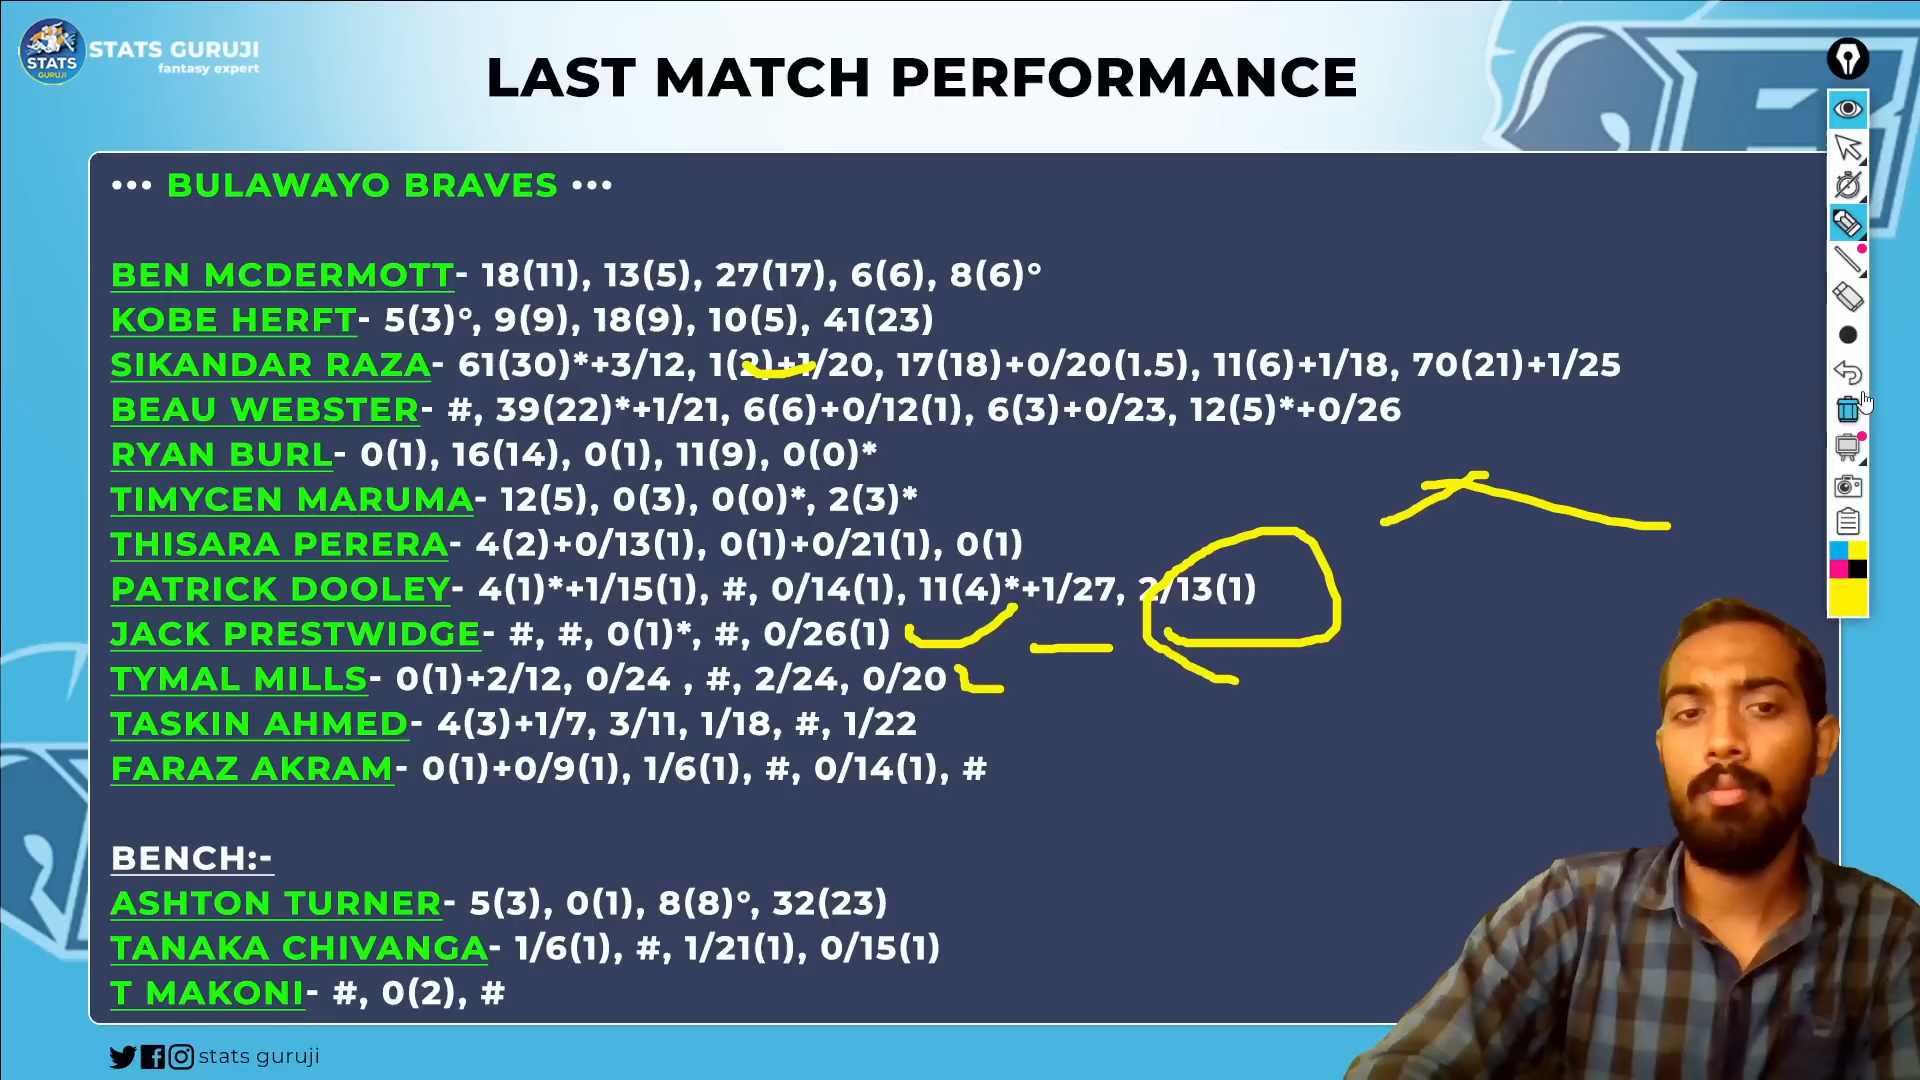 STATS GURUJI
fantasy expert
STATS
GURUJI
LAST MATCH PERFORMANCE
••• BULAWAYO BRAVES •••
BEN MCDERMOTT- 18(11), 13(5), 27(17), 6(6), 8(6)°
KOBE HERFT- 5(3)°, 9(9), 18(9), 10(5), 41(23)
SIKANDAR RAZA- 61(30)*+3/12, 1(2)+1/20, 17(18)+0/20(1.5), 11(6)+1/18, 70(21)+1/25
BEAU WEBSTER- #, 39(22)*+1/21, 6(6)+0/12(1), 6(3)+0/23, 12(5)*+0/26
RYAN BURL- 0(1), 16(14), 0(1), 11(9), 0(0)*
TIMYCEN MARUMA- 12(5), 0(3), 0(0)*, 2(3)*
THISARA PERERA- 4(2)+0/13(1), 0(1)+0/21(1), 0(1)
PATRICK DOOLEY- 4(1)*+1/15(1), #, 0/14(1), 11(4)*+1/27, 2/13(1)
JACK PRESTWIDGE- #, #, 0(1)*, #, 0/26(1)
TYMAL MILLS- 0(1)+2/12, 0/24 , #, 2/24, 0/20
TASKIN AHMED- 4(3)+1/7, 3/11, 1/18, #, 1/22
FARAZ AKRAM- 0(1)+0/9(1), 1/6(1), #, 0/14(1), #
BENCH:-
ASHTON TURNER- 5(3), 0(1), 8(8)°, 32(23)
TANAKA CHIVANGA- 1/6(1), #, 1/21(1), 0/15(1)
T MAKONI- #, 0(2), #
stats guruji